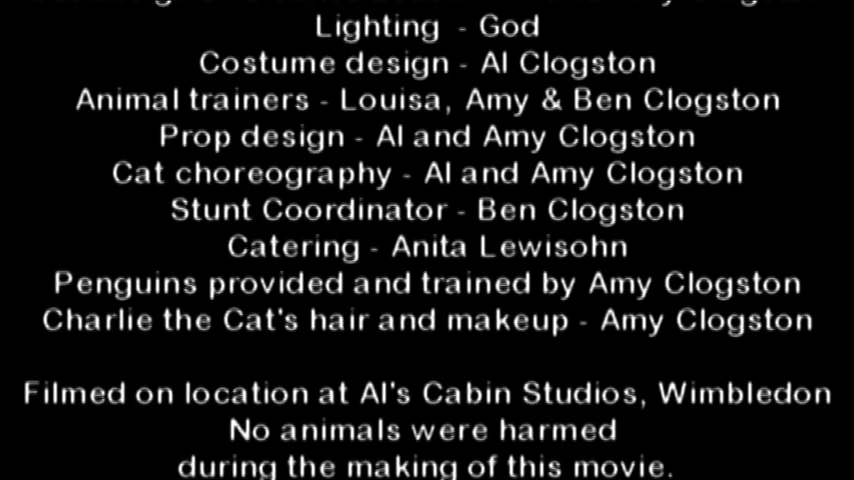 Lighting - God
Costume design - Al Clogston
Animal trainers - Louisa, Amy & Ben Clogston
Prop design - Al and Amy Clogston
Cat choreography - Al and Amy Clogston
Stunt Coordinator - Ben Clogston
Catering - Anita Lewisohn
Penguins provided and trained by Amy Clogston
Charlie the Cat's hair and makeup - Amy Clogston
Filmed on location at Al's Cabin Studios, Wimbledon
No animals were harmed
during the making of this movie.